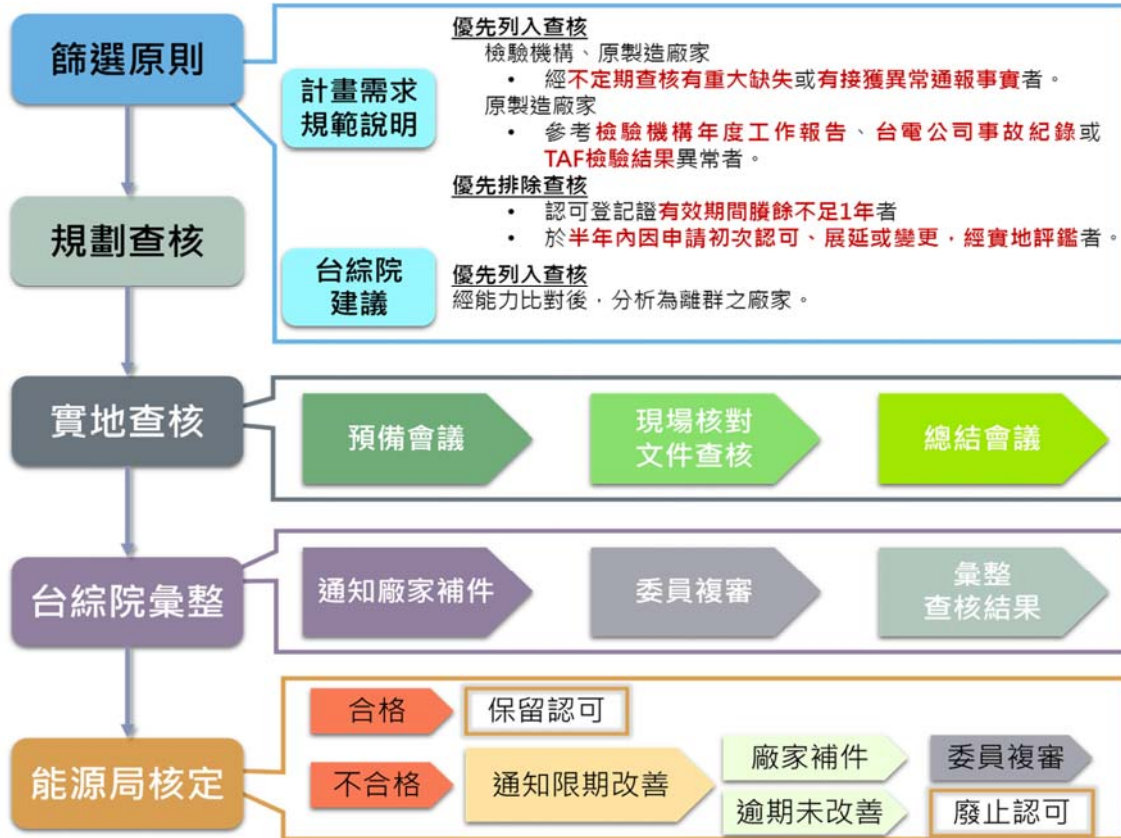 篩選原則
計畫需求
規範說明
優先列入查核
檢驗機構、原製造廠家
• 經不定期查核有重大缺失或有接獲異常通報事實者。
原製造廠家
• 參考檢驗機構年度工作報告、台電公司事故紀錄或
TAF檢驗結果異常者。
優先排除查核
• 認可登記證有效期間賸餘不足1年者
• 於半年內因申請初次認可、展延或變更,經實地評鑑者。
台綜院
建議
優先列入查核
經能力比對後,分析為離群之廠家。
規劃查核
實地查核
預備會議
現場核對
文件查核
總結會議
台綜院彙整
通知廠家補件
委員複審
彙整
查核結果
能源局核定
合格
保留認可
不合格
通知限期改善
廠家補件
委員複審
逾期未改善
廢止認可